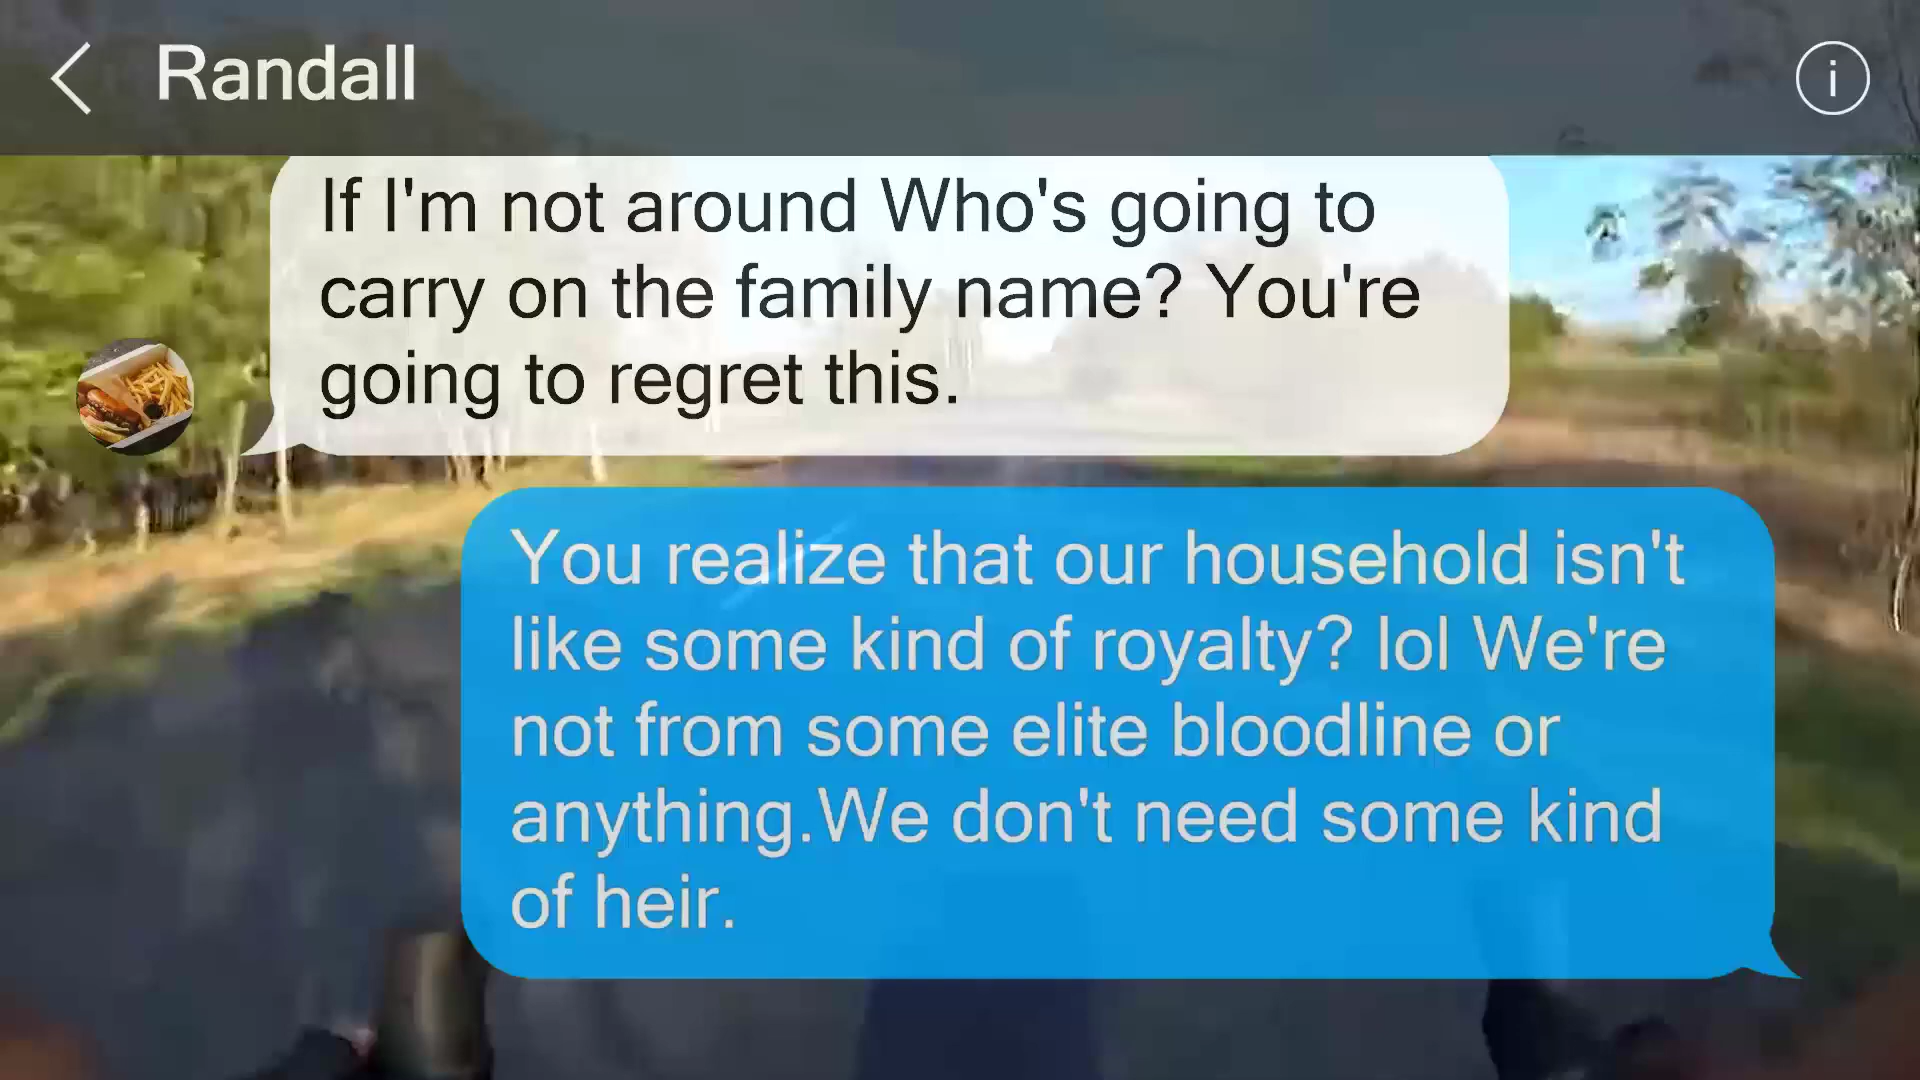 Randall
If I'm not around Who's going to
carry on the family name? You're
going to regret this.
You realize that our household isn't
like some kind of royalty? lol We're
not from some elite bloodline or
anything.We don't need some kind
of heir.